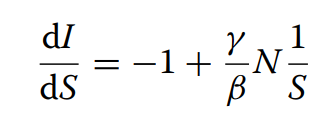 dI/dS = −1 + γ/β N 1/S